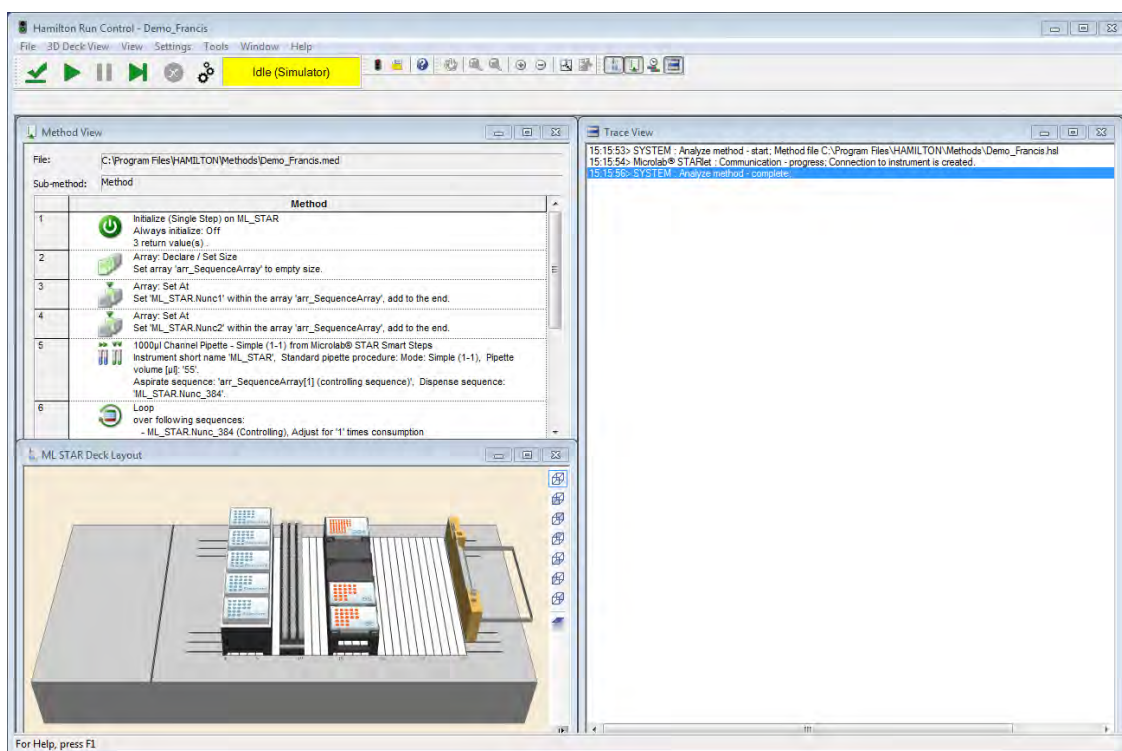 Hamilton Run Control - Demo_Francis
File 3D Deck View View Settings Tools Window Help
Idle (Simulator)
Method View
File: C:\Program Files\HAMILTON\Methods\Demo_Francis.med
Sub-method: Method
Method
1 Initialize (Single Step) on ML_STAR
Always initialize: Off
3 return value(s) .
2 Array: Declare / Set Size
Set array 'arr_SequenceArray' to empty size.
3 Array: Set At
Set 'ML_STAR.Nunc1' within the array 'arr_SequenceArray', add to the end.
4 Array: Set At
Set 'ML_STAR.Nunc2' within the array 'arr_SequenceArray', add to the end.
5 1000µl Channel Pipette - Simple (1-1) from Microlab® STAR Smart Steps
Instrument short name 'ML_STAR', Standard pipette procedure: Mode: Simple (1-1), Pipette
volume [µl]: '55'.
Aspirate sequence: 'arr_SequenceArray[1] (controlling sequence)', Dispense sequence:
'ML_STAR.Nunc_384'.
6 Loop
over following sequences:
- ML_STAR.Nunc_384 (Controlling), Adjust for '1' times consumption
Trace View
15:15:53> SYSTEM : Analyze method - start; Method file C:\Program Files\HAMILTON\Methods\Demo_Francis.hsl
15:15:54> Microlab® STARlet : Communication - progress; Connection to instrument is created.
15:15:56> SYSTEM : Analyze method - complete;
ML STAR Deck Layout
For Help, press F1